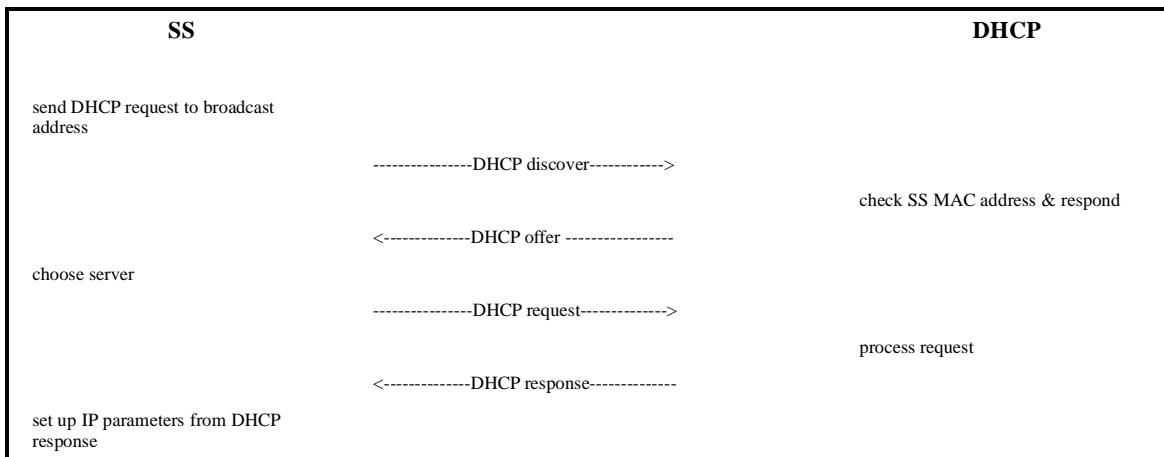 SS DHCP
send DHCP request to broadcast
address
----------------DHCP discover------------>
check SS MAC address & respond
<--------------DHCP offer -----------------
choose server
----------------DHCP request-------------->
process request
<--------------DHCP response--------------
set up IP parameters from DHCP
response